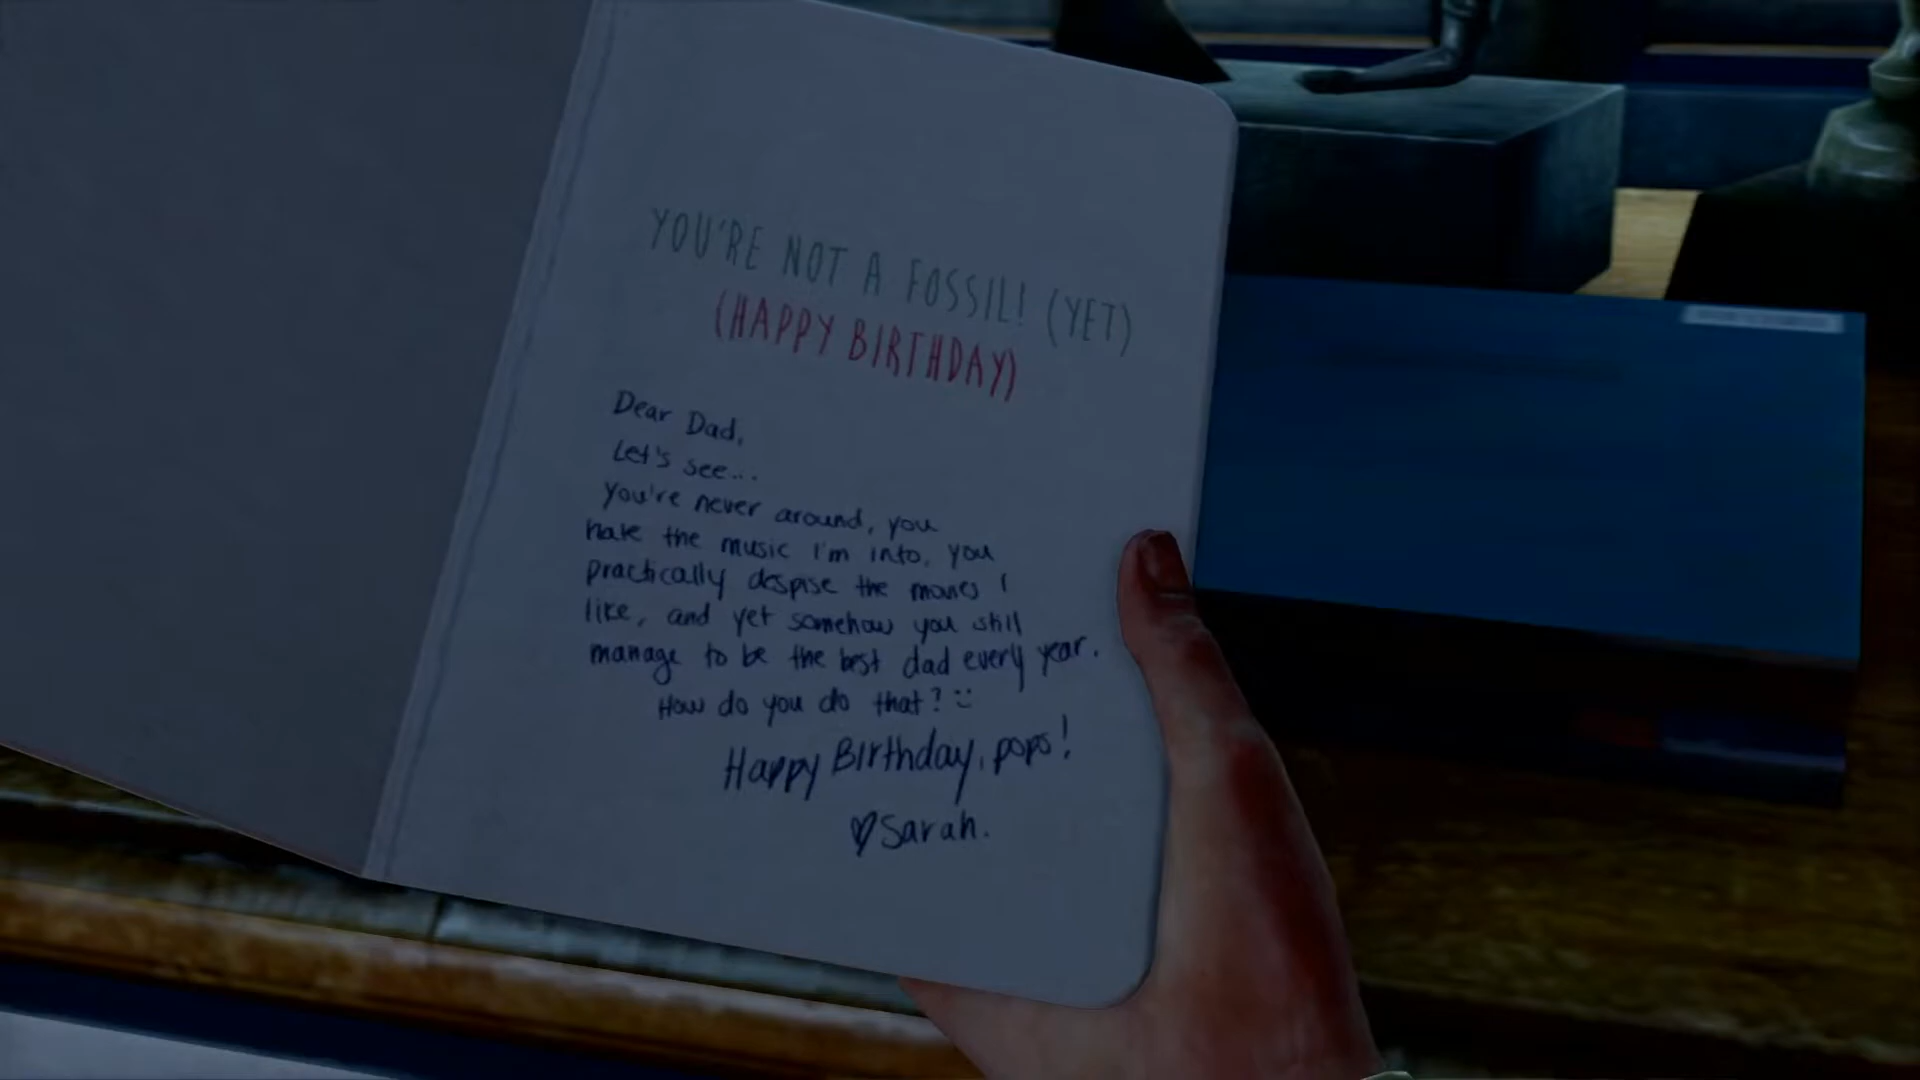 YOU'RE NOT A FOSSIL! (YET)
(HAPPY BIRTHDAY)
Dear Dad,
Let's see...
you're never around, you
hate the music I'm into, you
practically despise the movies I
like, and yet somehow you still
manage to be the best dad every year.
How do you do that? :)
Happy Birthday, pops!
♡Sarah.